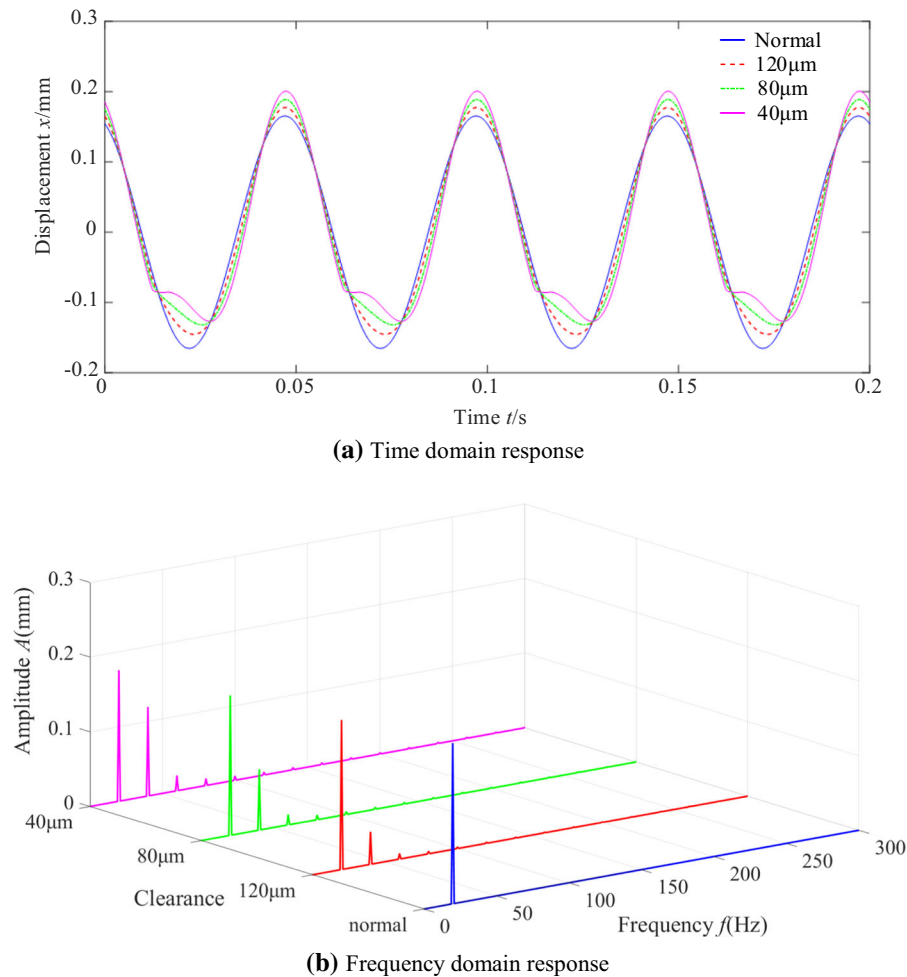 0.3
0.2
0.1
0
-0.1
-0.2
Displacement x/mm
Normal
120μm
80μm
40μm
0 0.05 0.1 0.15 0.2
Time t/s
(a) Time domain response
0.3
0.2
0.1
0
Amplitude A(mm)
40μm
80μm
120μm
normal
Clearance
0 50 100 150 200 250 300
Frequency f(Hz)
(b) Frequency domain response